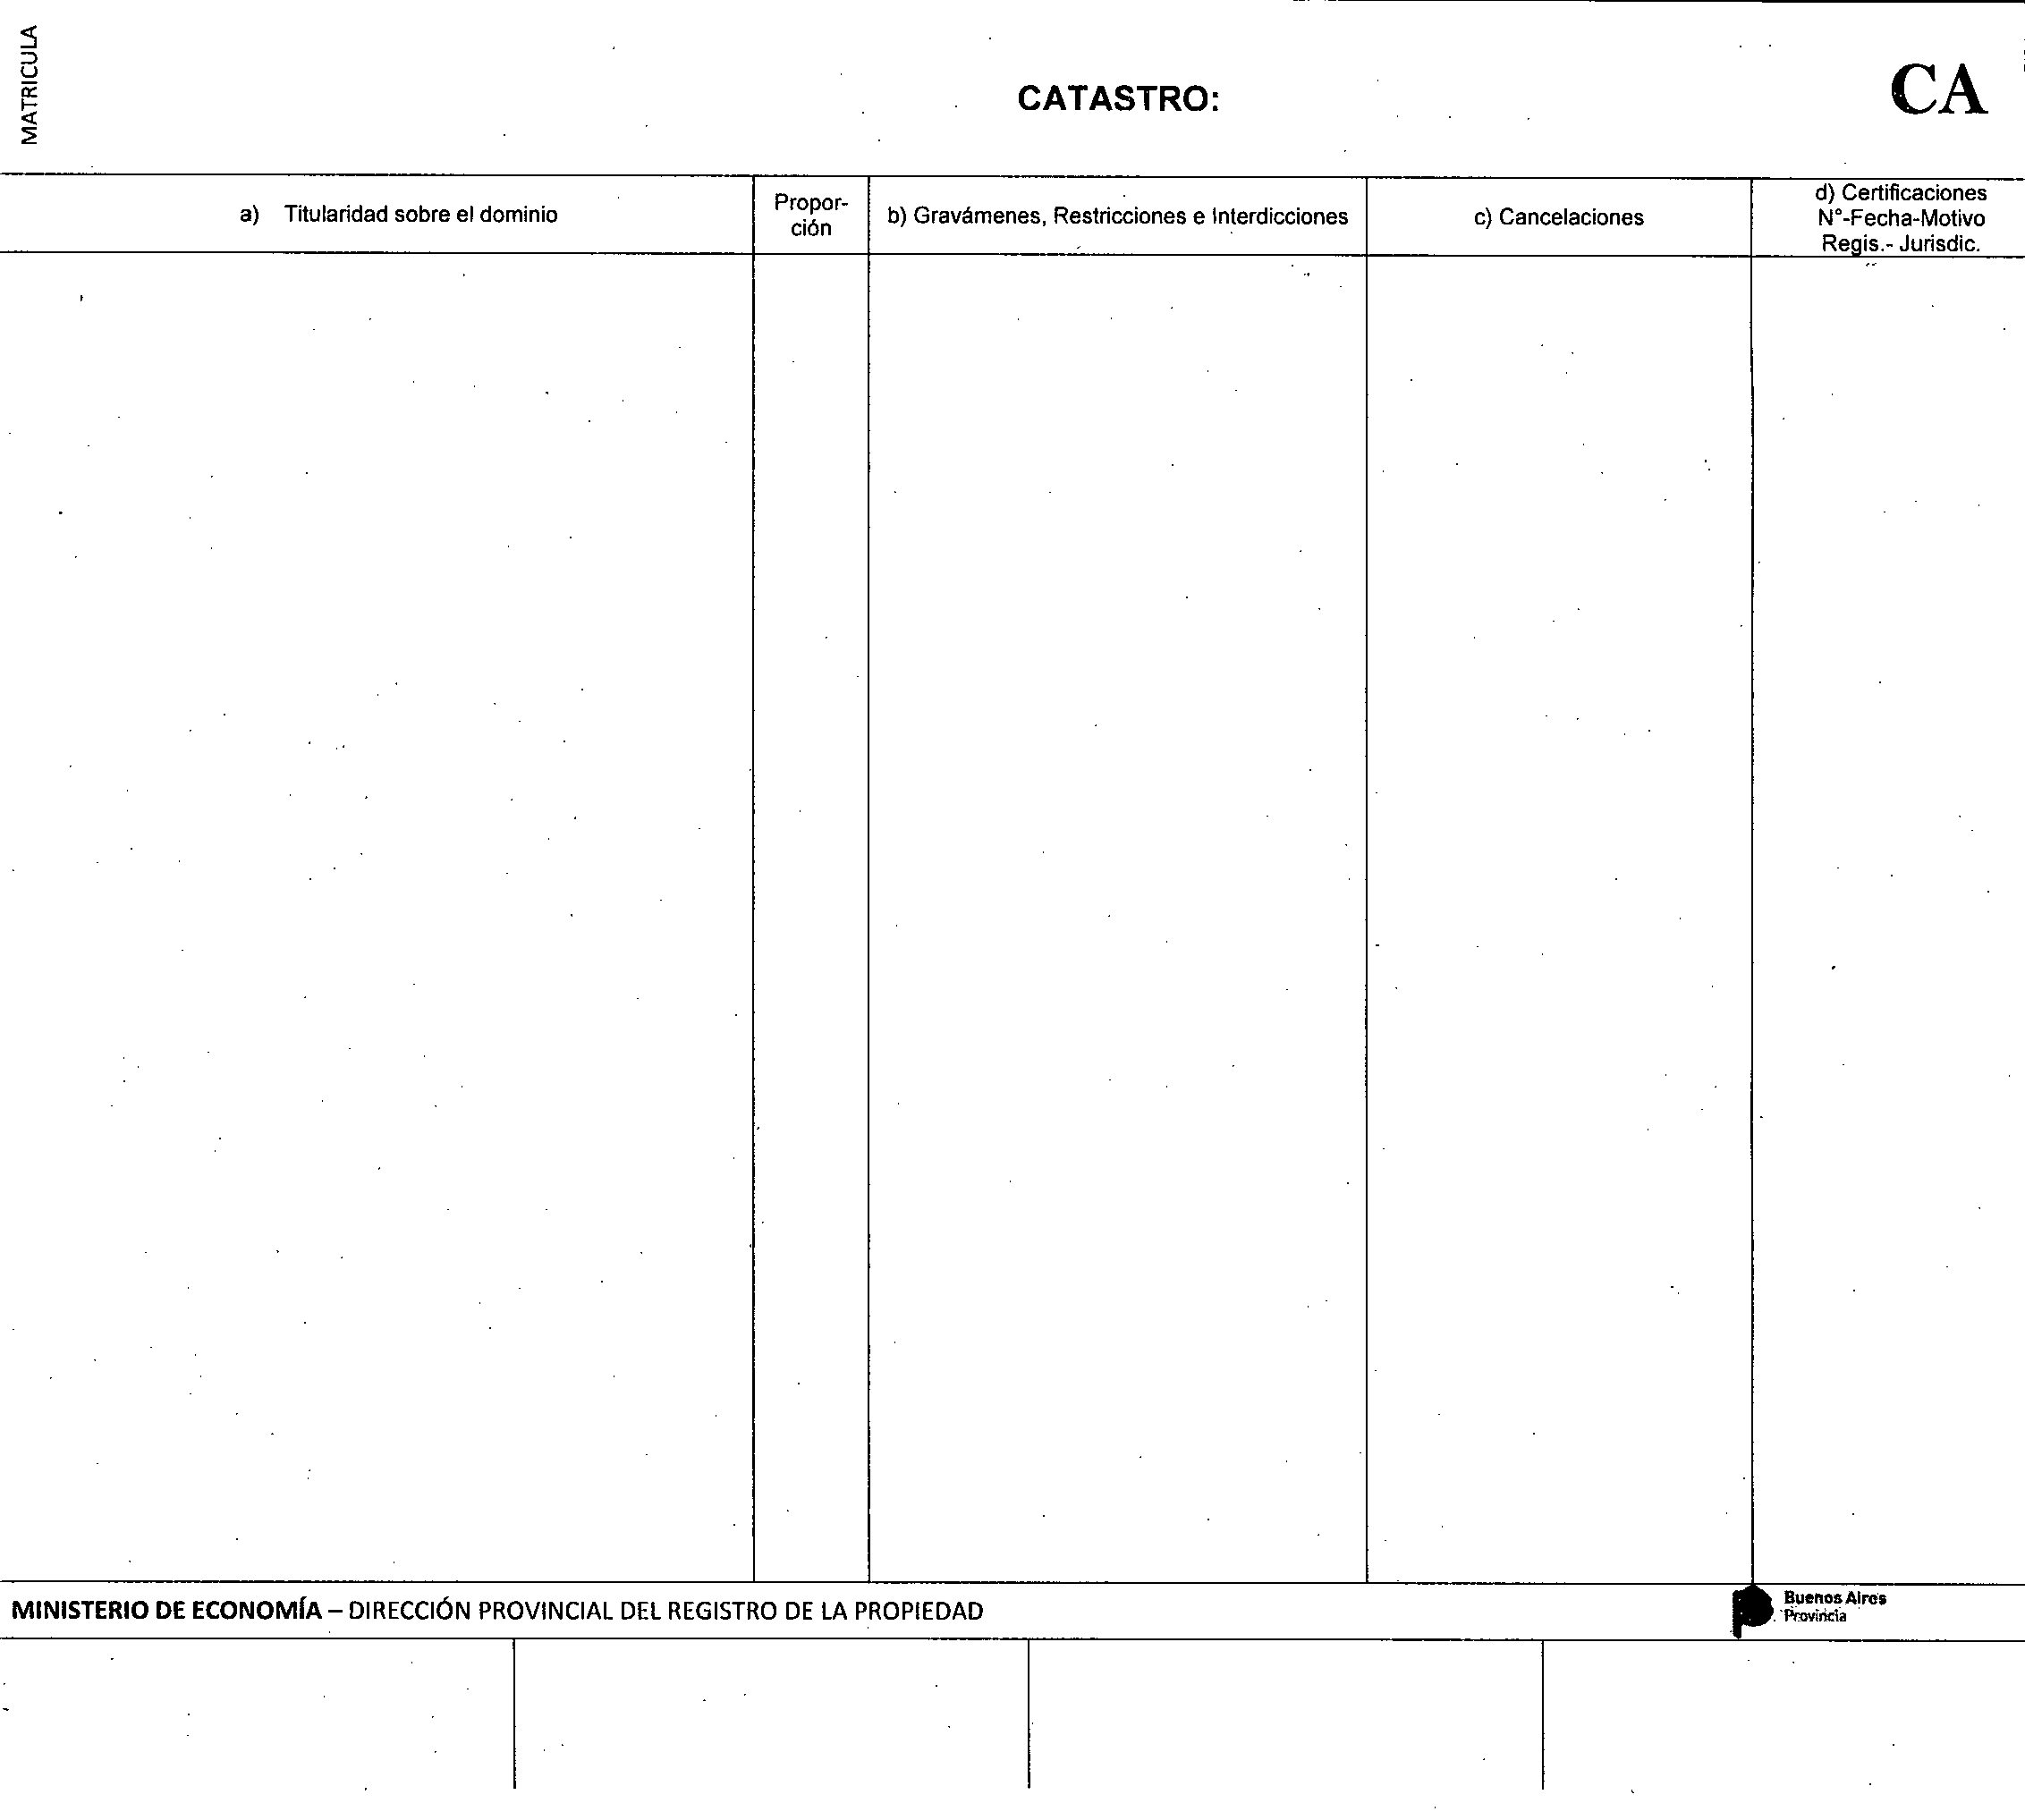 MATRICULA
CATASTRO:
CA
a) Titularidad sobre el dominio
Propor-
ción
b) Gravámenes, Restricciones e Interdicciones
c) Cancelaciones
d) Certificaciones
N°-Fecha-Motivo
Regis.- Jurisdic.
MINISTERIO DE ECONOMÍA – DIRECCIÓN PROVINCIAL DEL REGISTRO DE LA PROPIEDAD
Buenos Aires
Provincia